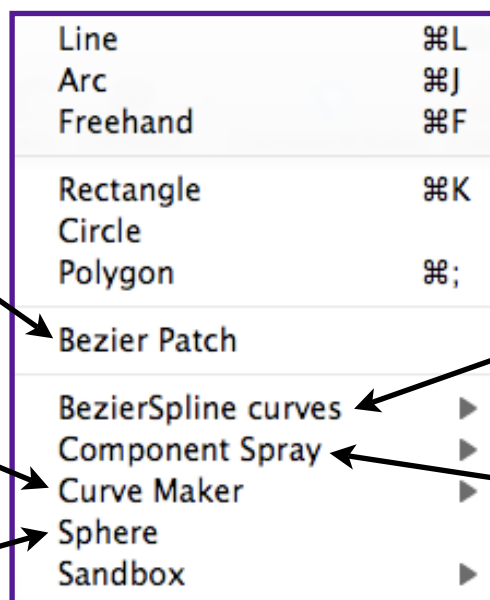 Line ⌘L
Arc ⌘J
Freehand ⌘F
Rectangle ⌘K
Circle
Polygon ⌘;
Bezier Patch
BezierSpline curves ▶
Component Spray ▶
Curve Maker ▶
Sphere
Sandbox ▶